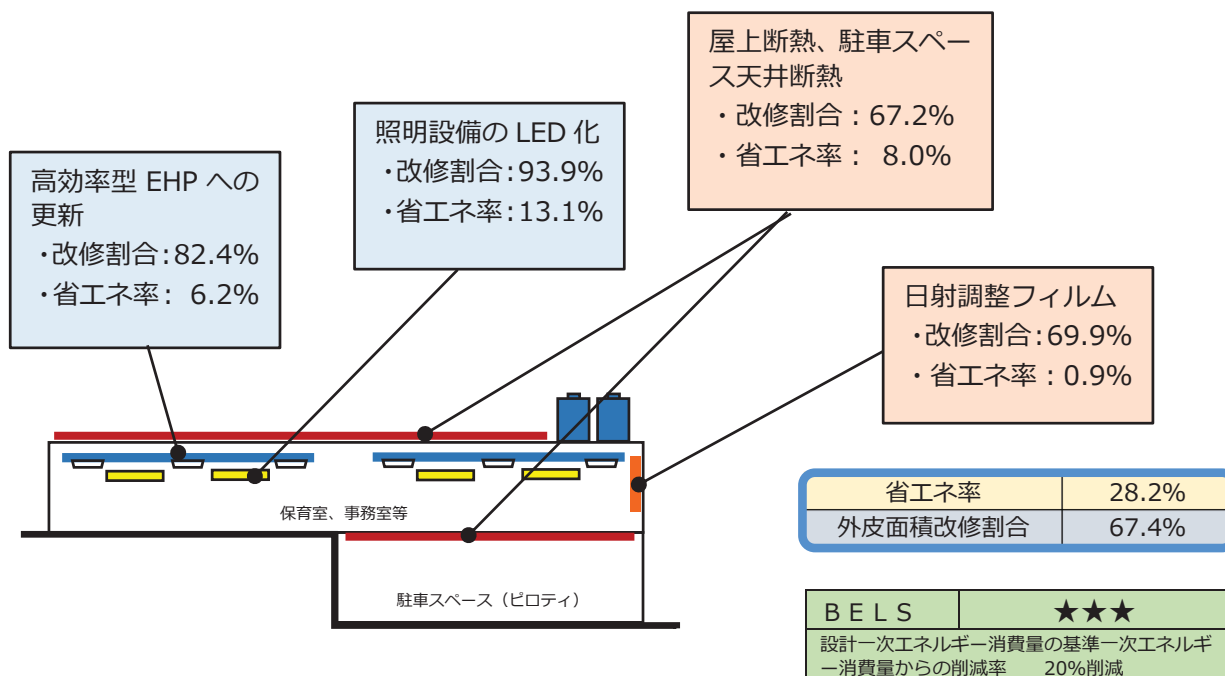 屋上断熱、駐車スペー
ス天井断熱
・改修割合：67.2%
・省エネ率： 8.0%
照明設備の LED 化
・改修割合：93.9%
・省エネ率：13.1%
高効率型 EHP への
更新
・改修割合：82.4%
・省エネ率： 6.2%
日射調整フィルム
・改修割合：69.9%
・省エネ率：0.9%
保育室、事務室等
駐車スペース（ピロティ）
省エネ率 28.2%
外皮面積改修割合 67.4%
ＢＥＬＳ ★★★
設計一次エネルギー消費量の基準一次エネルギ
ー消費量からの削減率 20%削減